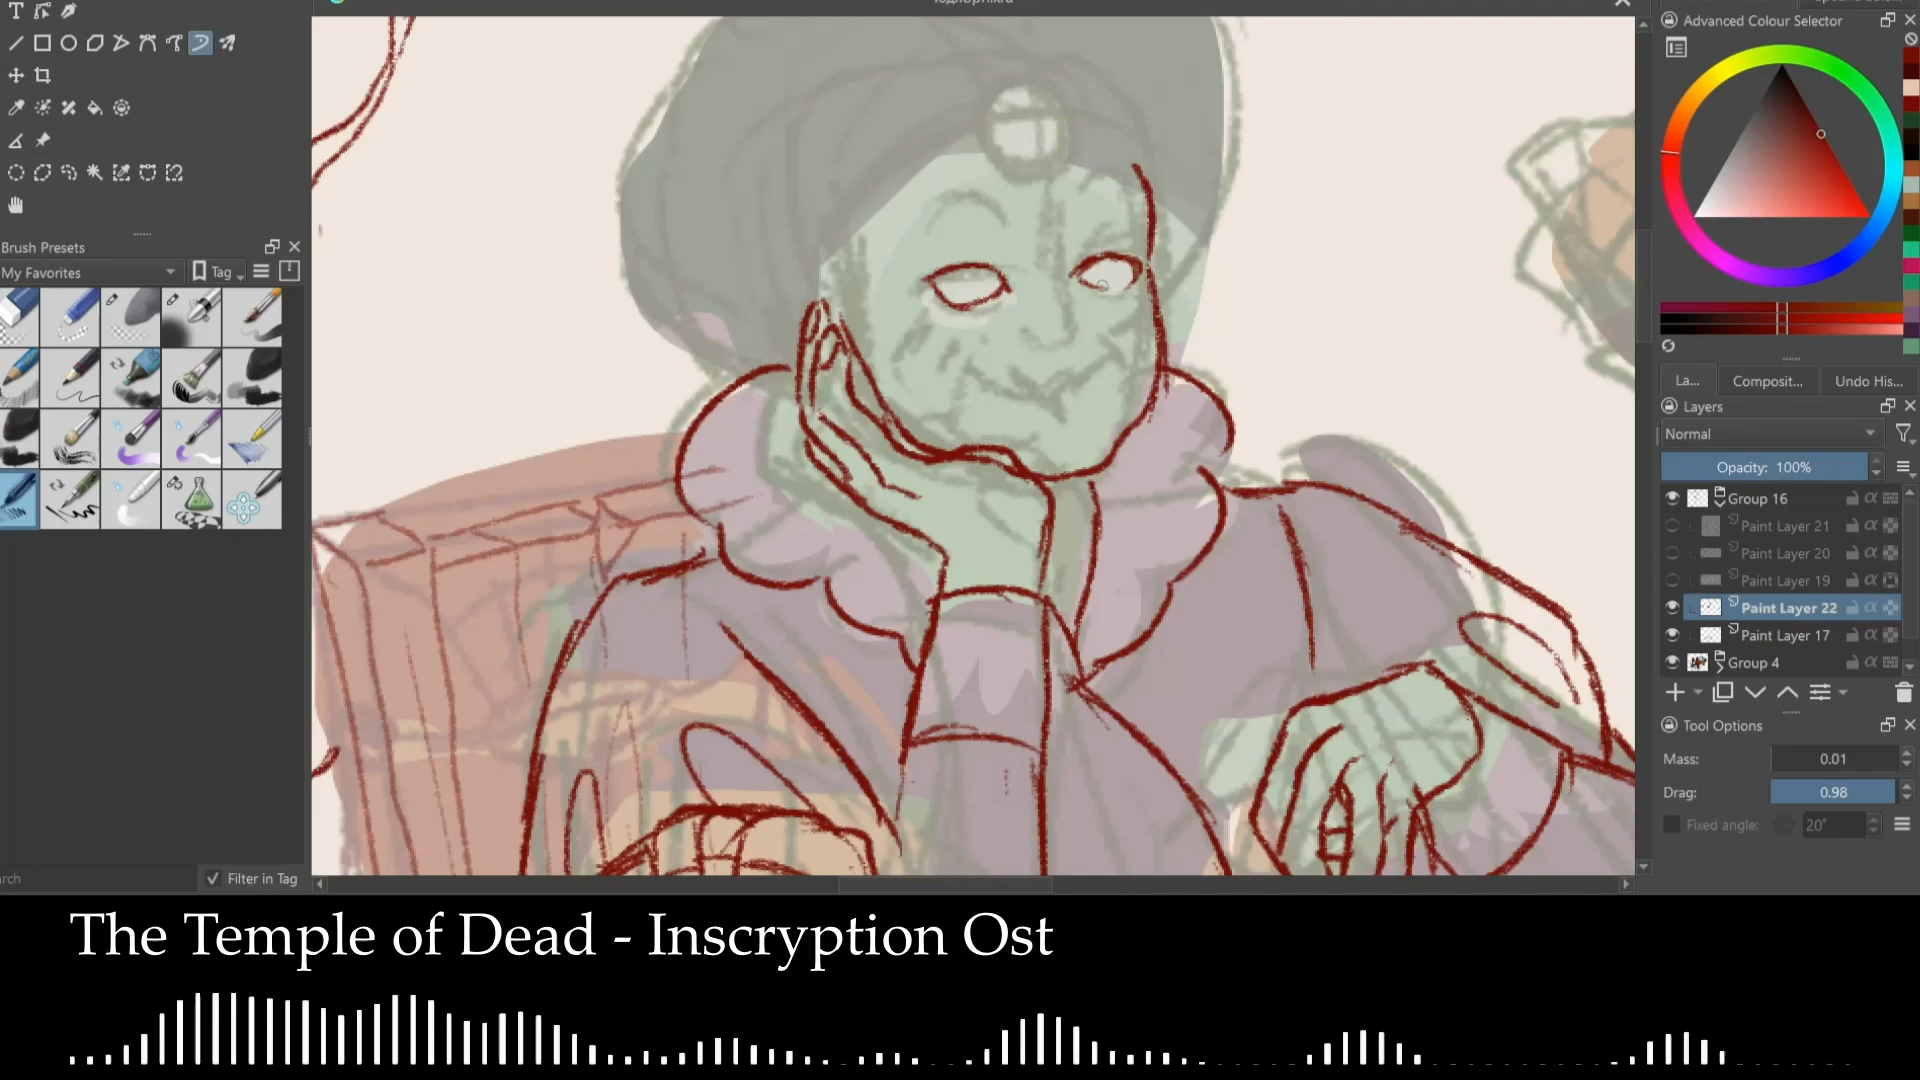 Advanced Colour Selector
Brush Presets
My Favorites
Tag
La...
Composit...
Undo His...
Layers
Normal
Opacity: 100%
Group 16
Paint Layer 21
Paint Layer 20
Paint Layer 19
Paint Layer 22
Paint Layer 17
Group 4
Tool Options
Mass:
0.01
Drag:
0.98
Fixed angle:
20°
rch
Filter in Tag
The Temple of Dead - Inscryption Ost